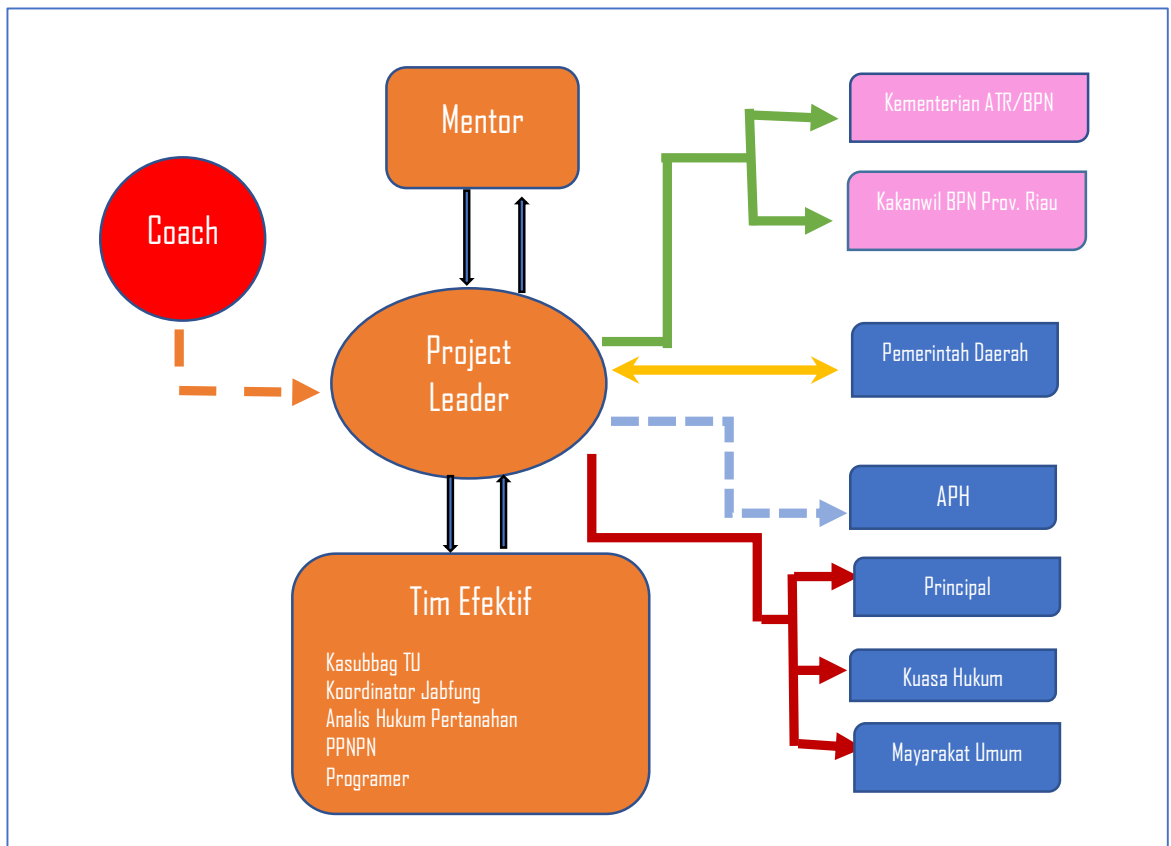 Mentor
Coach
Project
Leader
Tim Efektif
Kasubbag TU
Koordinator Jabfung
Analis Hukum Pertanahan
PPNPN
Programer
Kementerian ATR/BPN
Kakanwil BPN Prov. Riau
Pemerintah Daerah
APH
Principal
Kuasa Hukum
Mayarakat Umum